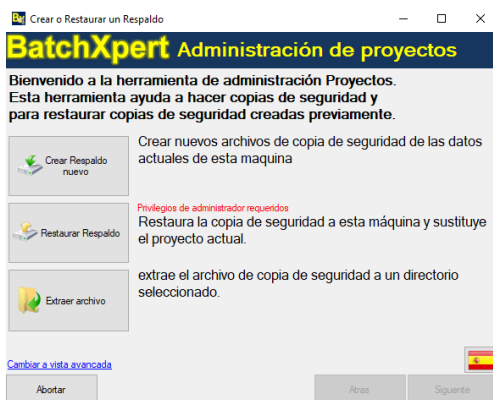 Crear o Restaurar un Respaldo
BatchXpert Administración de proyectos
Bienvenido a la herramienta de administración Proyectos.
Esta herramienta ayuda a hacer copias de seguridad y
para restaurar copias de seguridad creadas previamente.
Crear Respaldo
nuevo
Crear nuevos archivos de copia de seguridad de las datos
actuales de esta maquina
Privilegios de administrador requeridos
Restaurar Respaldo
Restaura la copia de seguridad a esta máquina y sustituye
el proyecto actual.
Extraer archivo
extrae el archivo de copia de seguridad a un directorio
seleccionado.
Cambiar a vista avancada
Abortar
Atras
Siguente